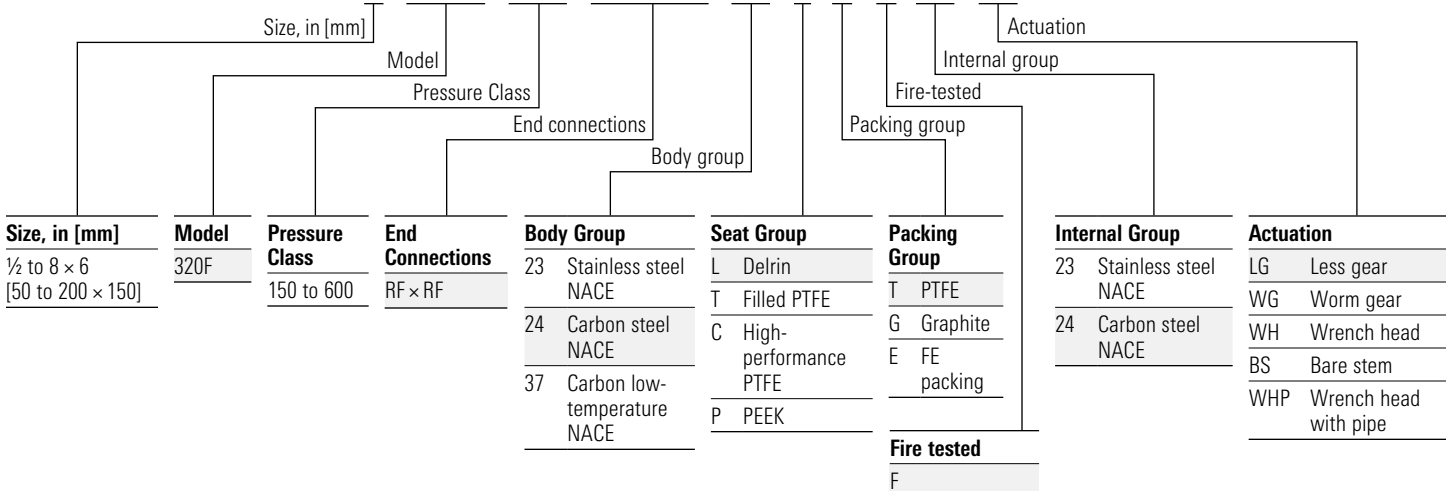 Size, in [mm]
Actuation
Model
Internal group
Pressure Class
Fire-tested
End connections
Packing group
Body group
Size, in [mm]
½ to 8 × 6
[50 to 200 × 150]
Model
320F
Pressure
Class
150 to 600
End
Connections
RF × RF
Body Group
23 Stainless steel
NACE
24 Carbon steel
NACE
37 Carbon low-
temperature
NACE
Seat Group
L Delrin
T Filled PTFE
C High-
performance
PTFE
P PEEK
Packing
Group
T PTFE
G Graphite
E FE
packing
Fire tested
F
Internal Group
23 Stainless steel
NACE
24 Carbon steel
NACE
Actuation
LG Less gear
WG Worm gear
WH Wrench head
BS Bare stem
WHP Wrench head
with pipe